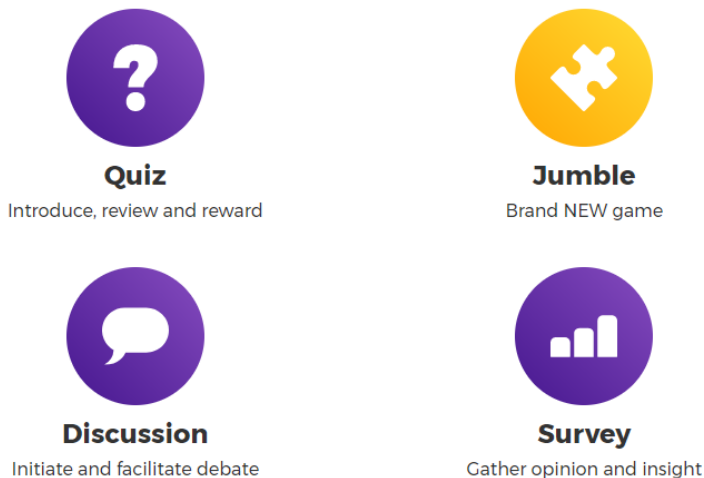 Quiz
Introduce, review and reward
Jumble
Brand NEW game
Discussion
Initiate and facilitate debate
Survey
Gather opinion and insight